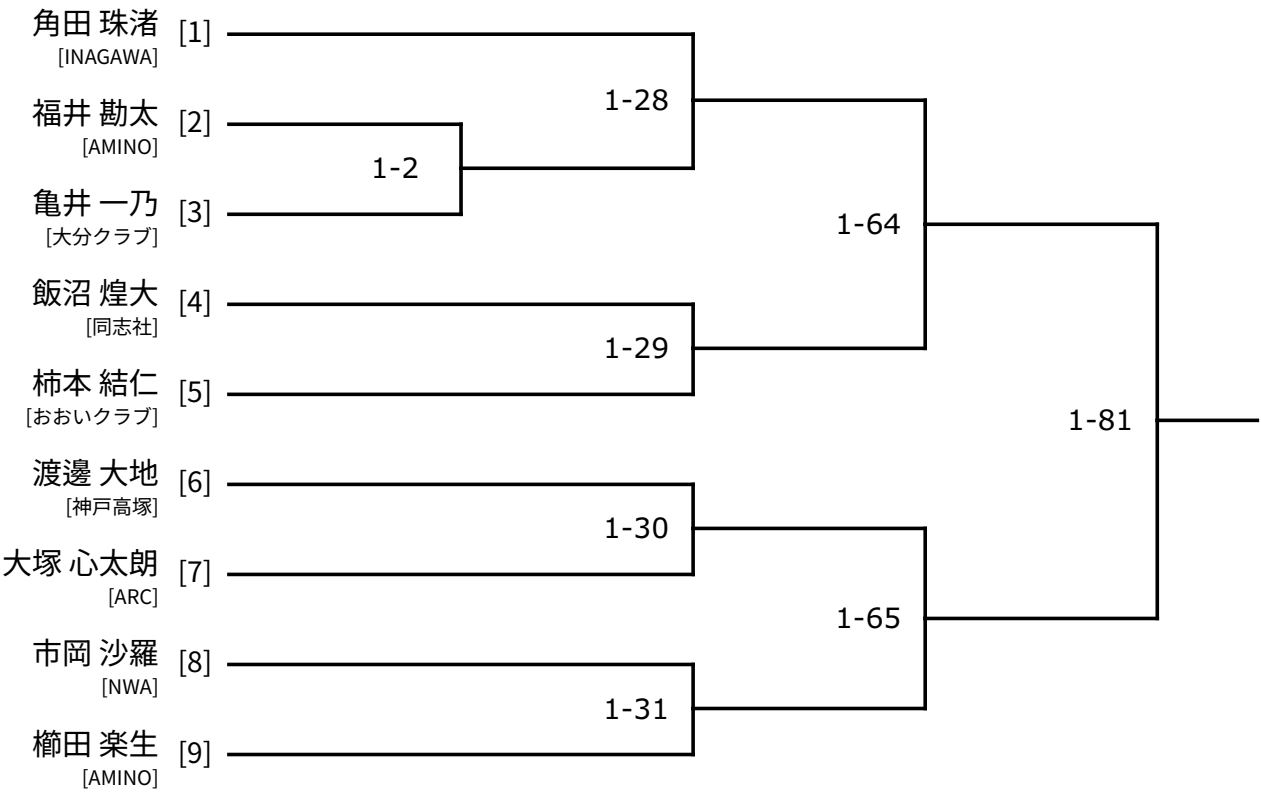 角田 珠渚 [1]
[INAGAWA]
1-28
福井 勘太 [2]
[AMINO]
1-2
亀井 一乃 [3]
[大分クラブ]
1-64
飯沼 煌大 [4]
[同志社]
1-29
柿本 結仁 [5]
[おおいクラブ]
1-81
渡邊 大地 [6]
[神戸高塚]
1-30
大塚 心太朗 [7]
[ARC]
1-65
市岡 沙羅 [8]
[NWA]
1-31
櫛田 楽生 [9]
[AMINO]